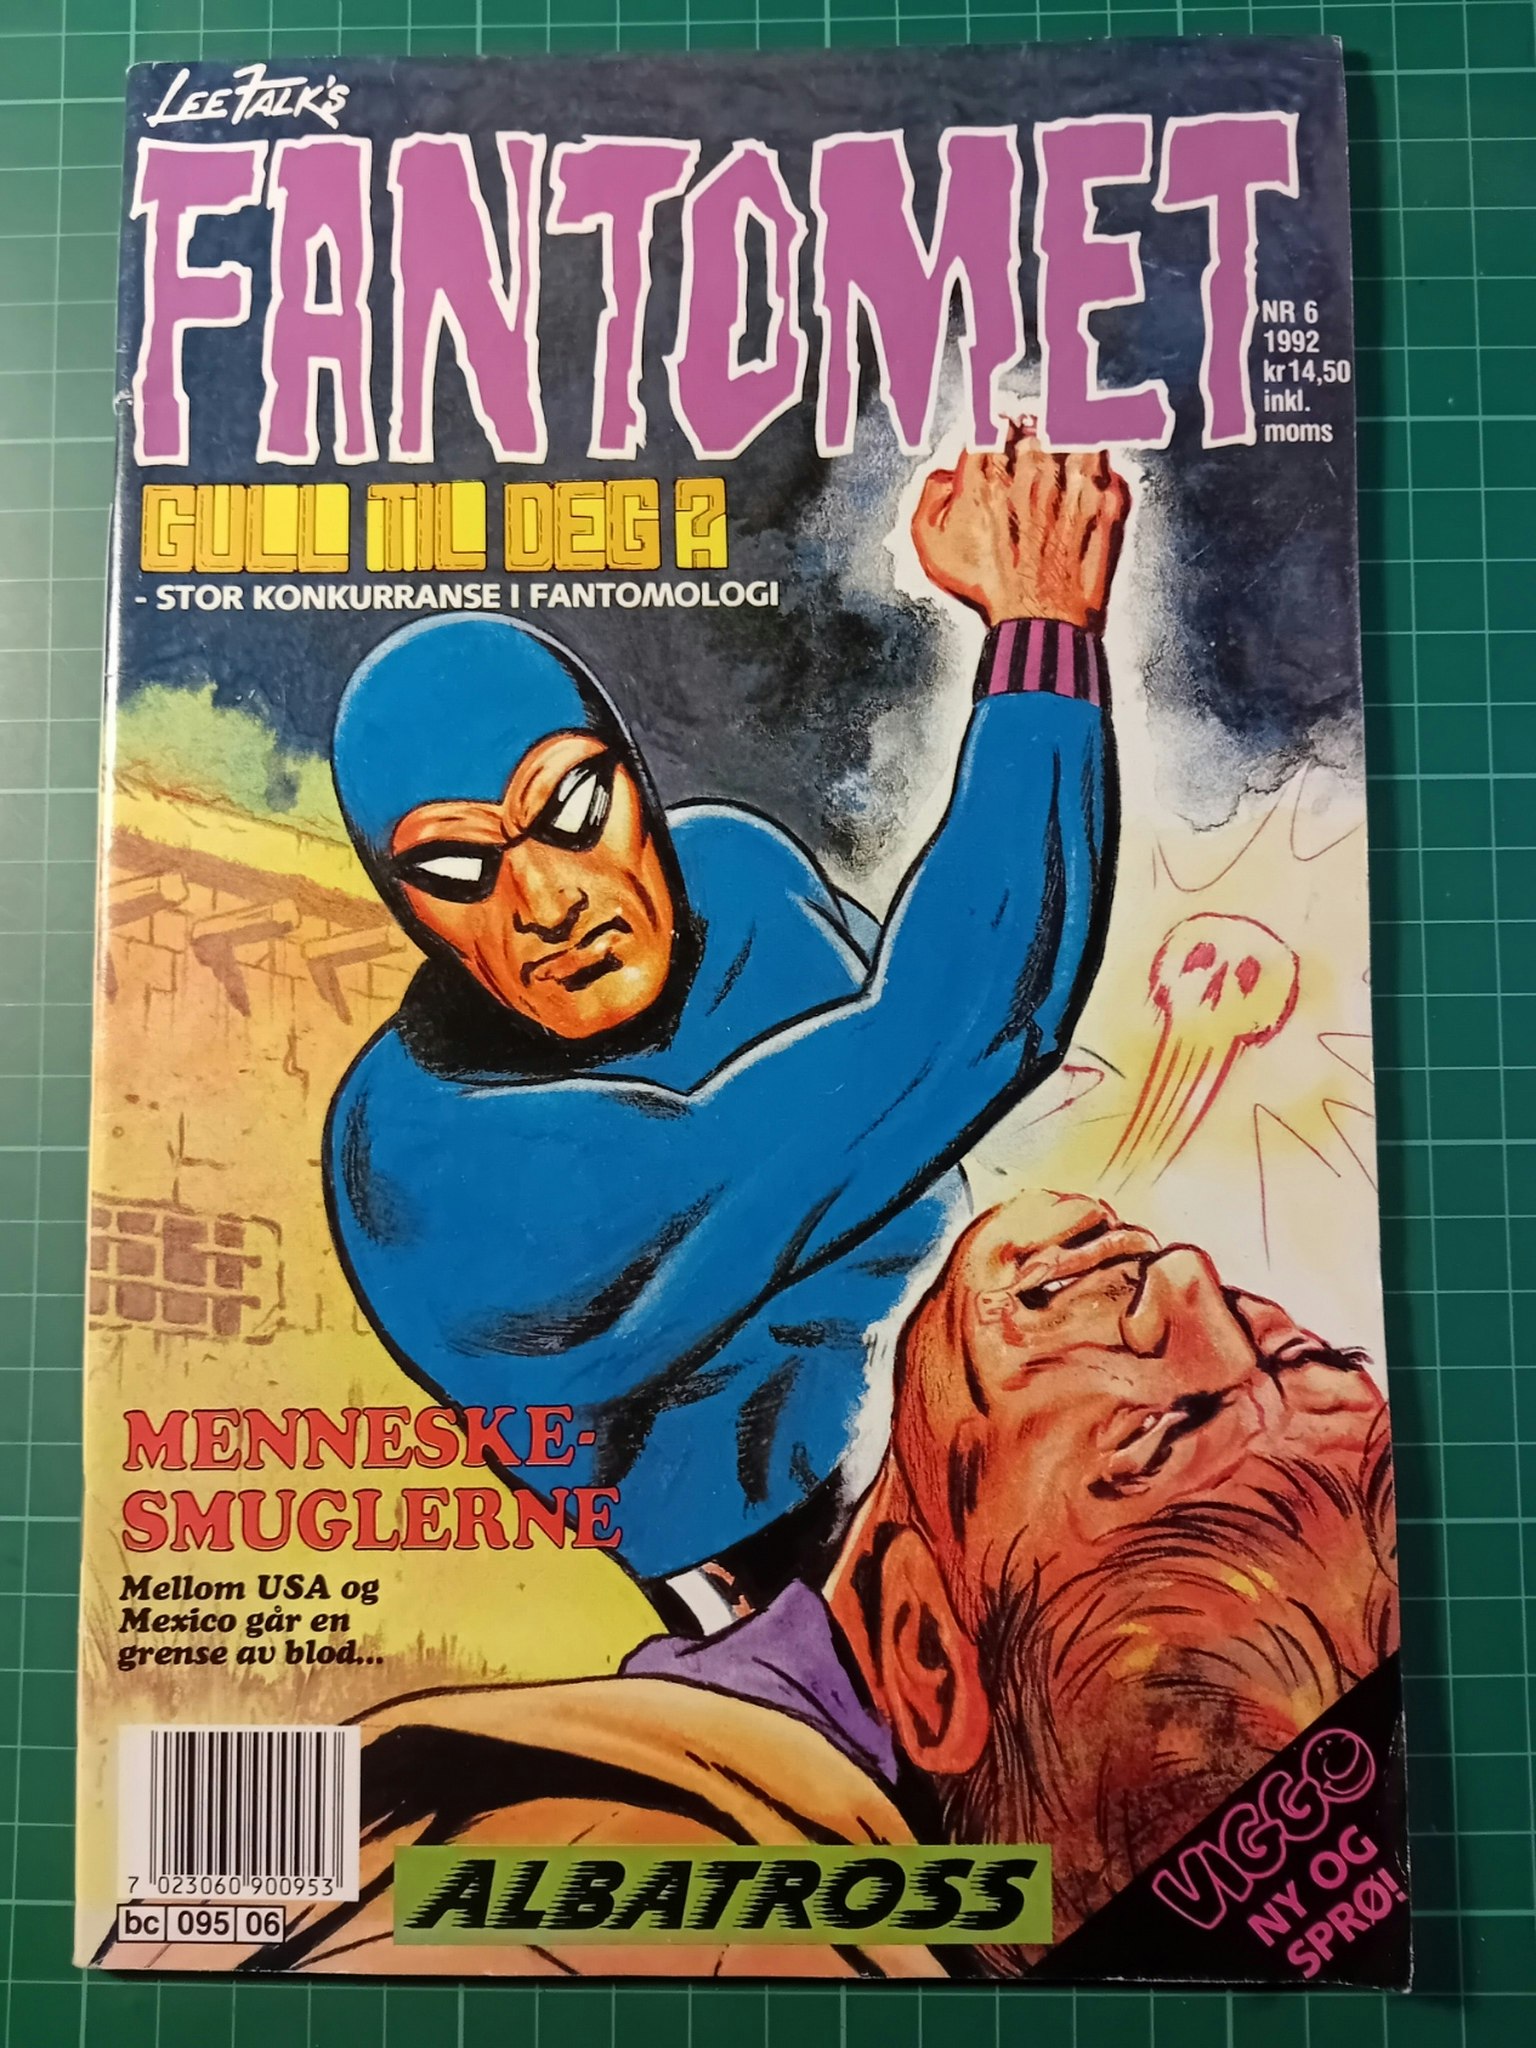 LEE FALK'S
FANTOMET
NR 6
1992
kr 14,50
inkl.
moms
GULL TIL DEG?
- STOR KONKURRANSE I FANTOMOLOGI
MENNESKE-
SMUGLERNE
Mellom USA og
Mexico går en
grense av blod...
7 023060 900953
bc 095 06
ALBATROSS
VIGGO
NY OG
SPRØ!